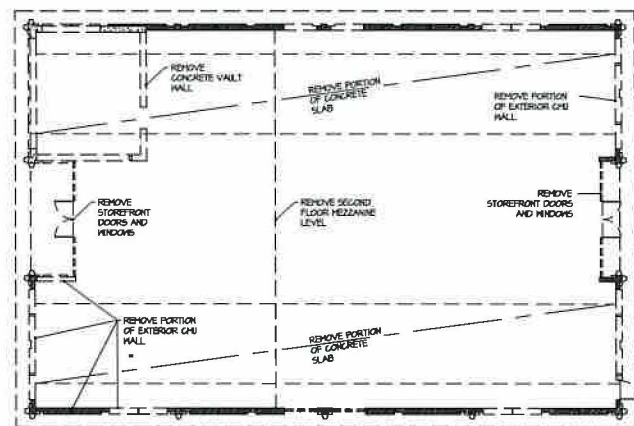 REMOVE
CONCRETE VAULT
WALL
REMOVE PORTION
OF CONCRETE
SLAB
REMOVE PORTION
OF EXTERIOR CMU
WALL
REMOVE
STOREFRONT
DOORS AND
WINDOWS
REMOVE SECOND
FLOOR MEZZANINE
LEVEL
REMOVE
STOREFRONT DOORS
AND WINDOWS
REMOVE PORTION
OF EXTERIOR CMU
WALL
REMOVE PORTION
OF CONCRETE
SLAB